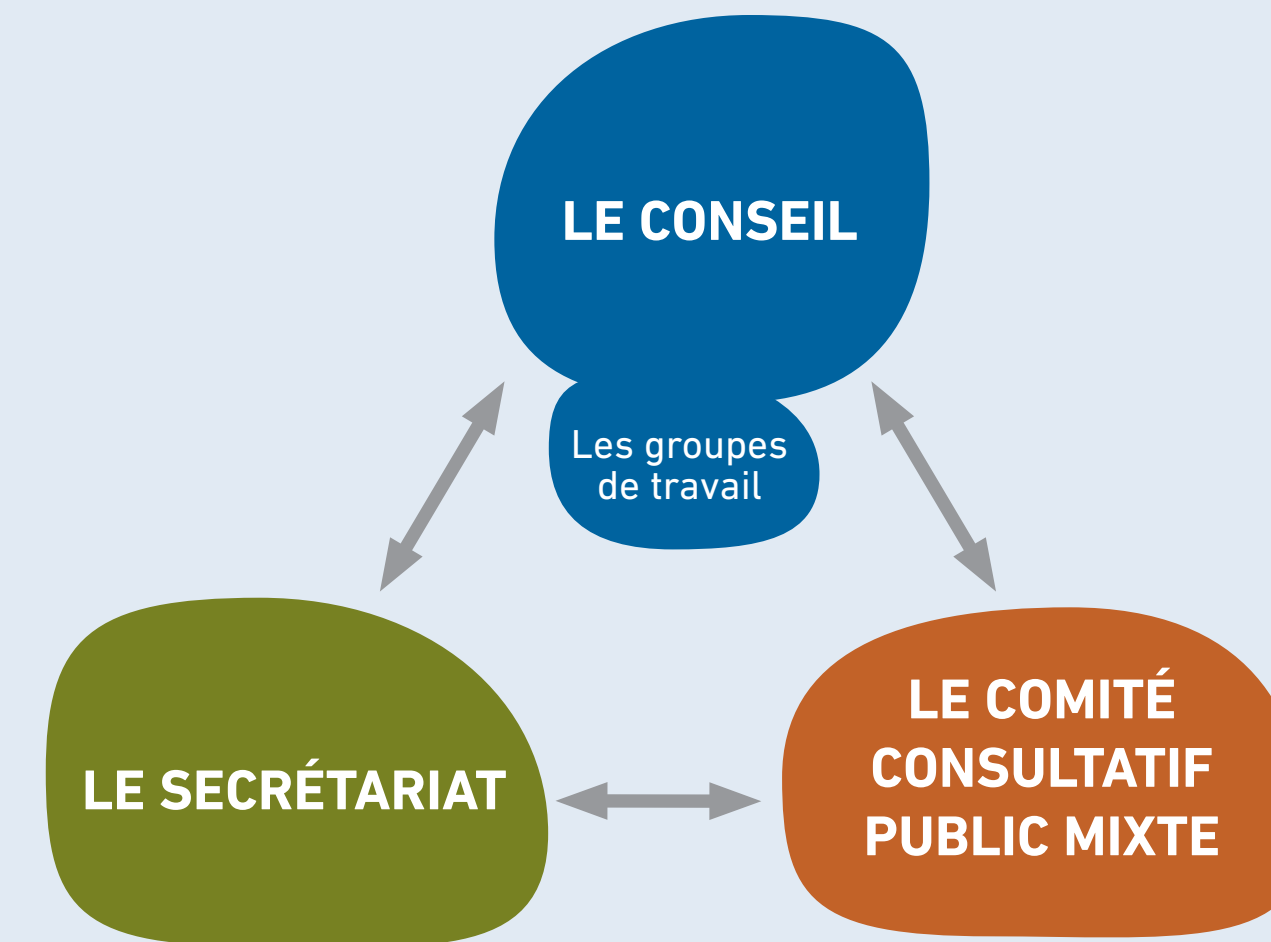 LE CONSEIL
Les groupes
de travail
LE SECRÉTARIAT
LE COMITÉ
CONSULTATIF
PUBLIC MIXTE